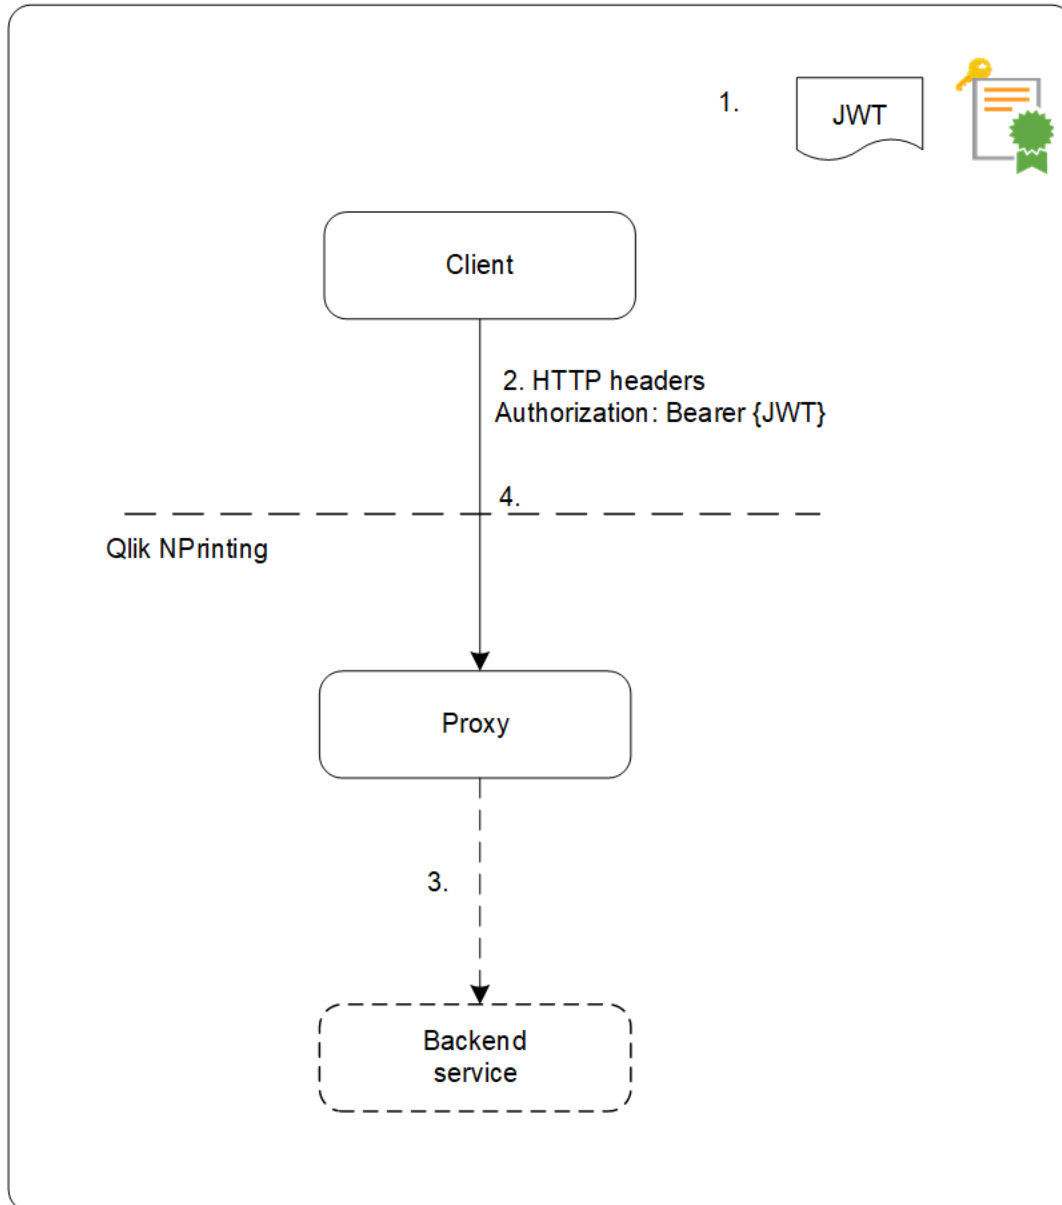 1.
JWT
Client
2. HTTP headers
Authorization: Bearer {JWT}
4.
Qlik NPrinting
Proxy
3.
Backend
service